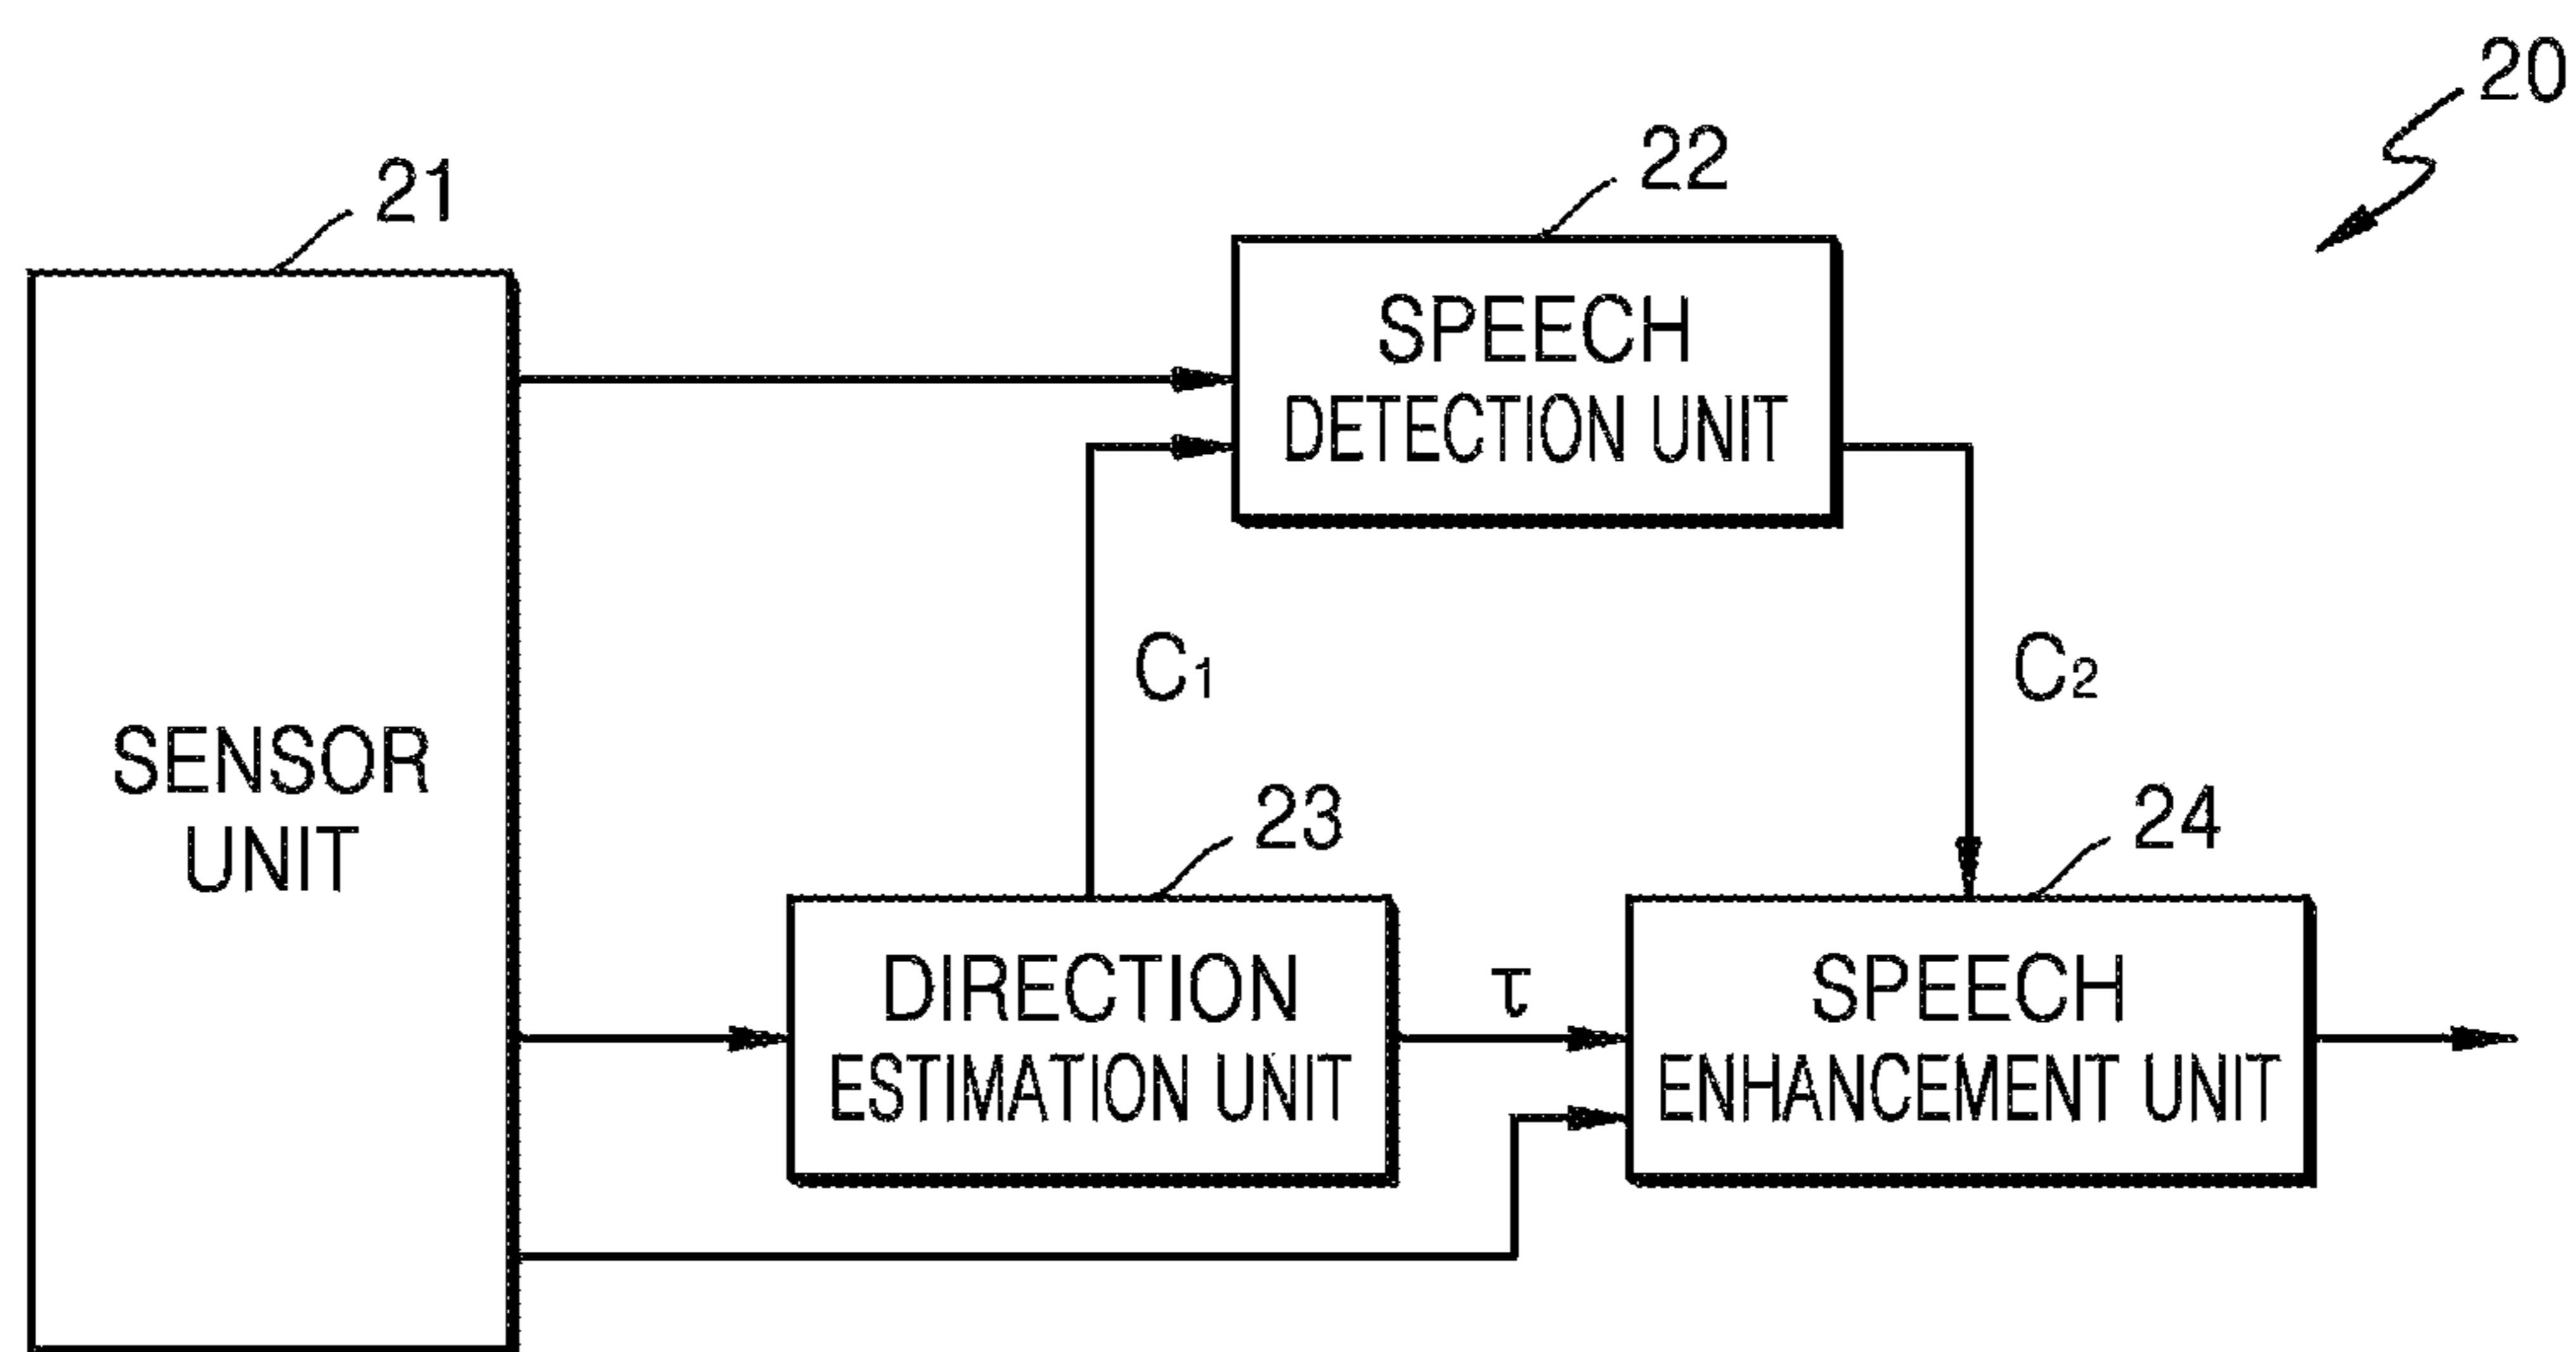 20
22
21
SPEECH
DETECTION UNIT
C1
C2
SENSOR
UNIT
23
24
DIRECTION
ESTIMATION UNIT
τ
SPEECH
ENHANCEMENT UNIT